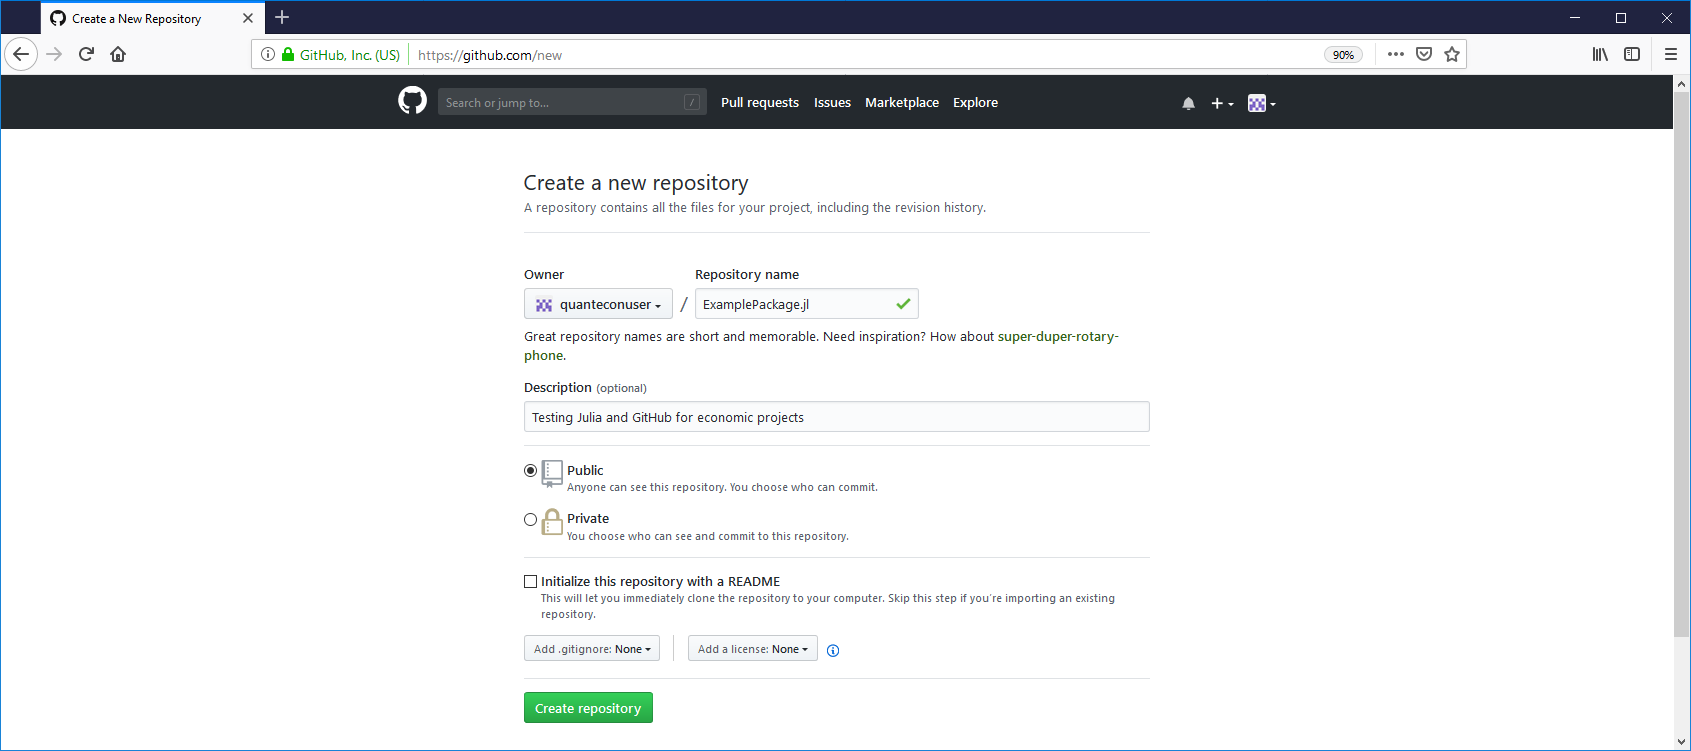 Create a New Repository
GitHub, Inc. (US)
https://github.com/new
90%
Search or jump to...
/
Pull requests
Issues
Marketplace
Explore
Create a new repository
A repository contains all the files for your project, including the revision history.
Owner
Repository name
quanteconuser
/
ExamplePackage.jl
Great repository names are short and memorable. Need inspiration? How about super-duper-rotary-
phone.
Description (optional)
Testing Julia and GitHub for economic projects
Public
Anyone can see this repository. You choose who can commit.
Private
You choose who can see and commit to this repository.
Initialize this repository with a README
This will let you immediately clone the repository to your computer. Skip this step if you're importing an existing
repository.
Add .gitignore: None
Add a license: None
Create repository